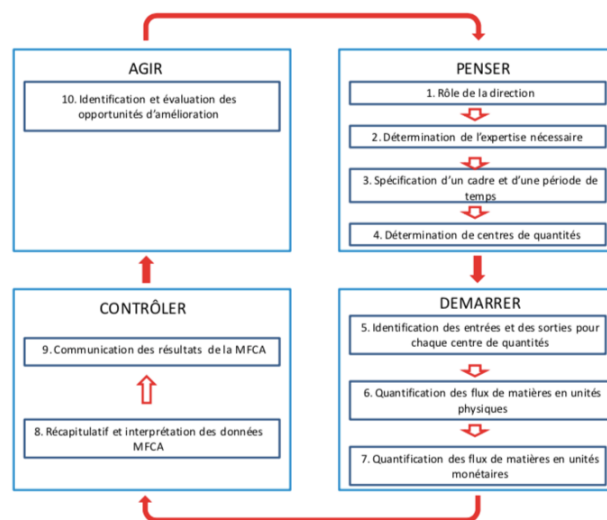 AGIR
10. Identification et évaluation des
opportunités d'amélioration
PENSER
1. Rôle de la direction
2. Détermination de l'expertise nécessaire
3. Spécification d'un cadre et d'une période de
temps
4. Détermination de centres de quantités
CONTRÔLER
9. Communication des résultats de la MFCA
8. Récapitulatif et interprétation des données
MFCA
DEMARRER
5. Identification des entrées et des sorties pour
chaque centre de quantités
6. Quantification des flux de matières en unités
physiques
7. Quantification des flux de matières en unités
monétaires